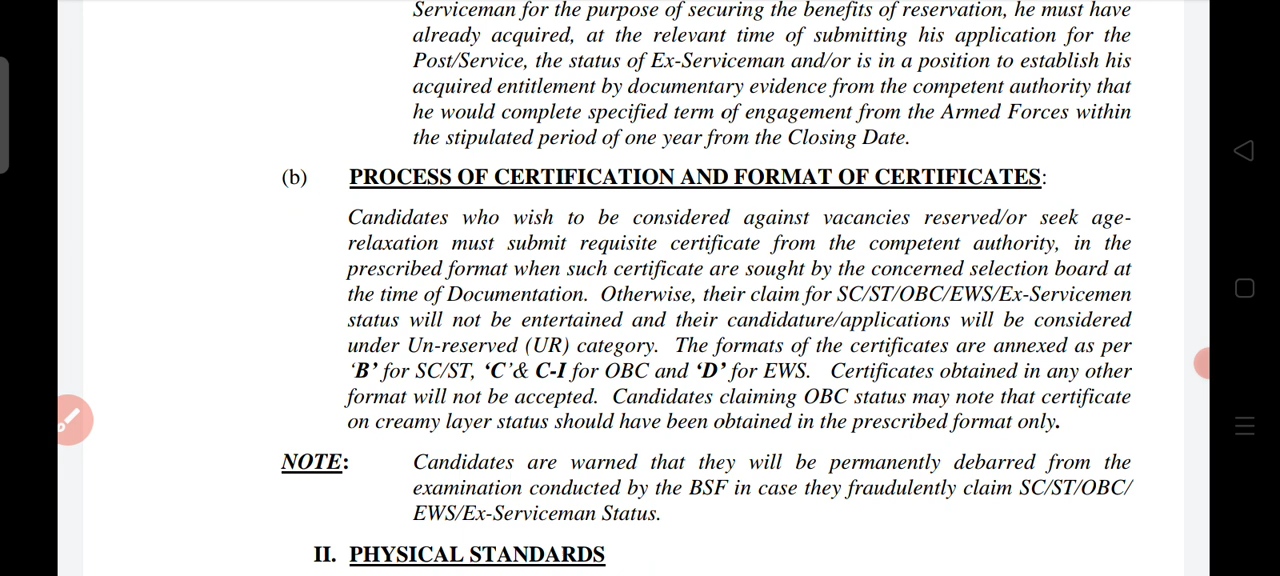 Serviceman for the purpose of securing the benefits of reservation, he must have
already acquired, at the relevant time of submitting his application for the
Post/Service, the status of Ex-Serviceman and/or is in a position to establish his
acquired entitlement by documentary evidence from the competent authority that
he would complete specified term of engagement from the Armed Forces within
the stipulated period of one year from the Closing Date.
(b) PROCESS OF CERTIFICATION AND FORMAT OF CERTIFICATES:
Candidates who wish to be considered against vacancies reserved/or seek age-
relaxation must submit requisite certificate from the competent authority, in the
prescribed format when such certificate are sought by the concerned selection board at
the time of Documentation. Otherwise, their claim for SC/ST/OBC/EWS/Ex-Servicemen
status will not be entertained and their candidature/applications will be considered
under Un-reserved (UR) category. The formats of the certificates are annexed as per
‘B’ for SC/ST, ‘C’& C-I for OBC and ‘D’ for EWS. Certificates obtained in any other
format will not be accepted. Candidates claiming OBC status may note that certificate
on creamy layer status should have been obtained in the prescribed format only.
NOTE: Candidates are warned that they will be permanently debarred from the
examination conducted by the BSF in case they fraudulently claim SC/ST/OBC/
EWS/Ex-Serviceman Status.
II. PHYSICAL STANDARDS